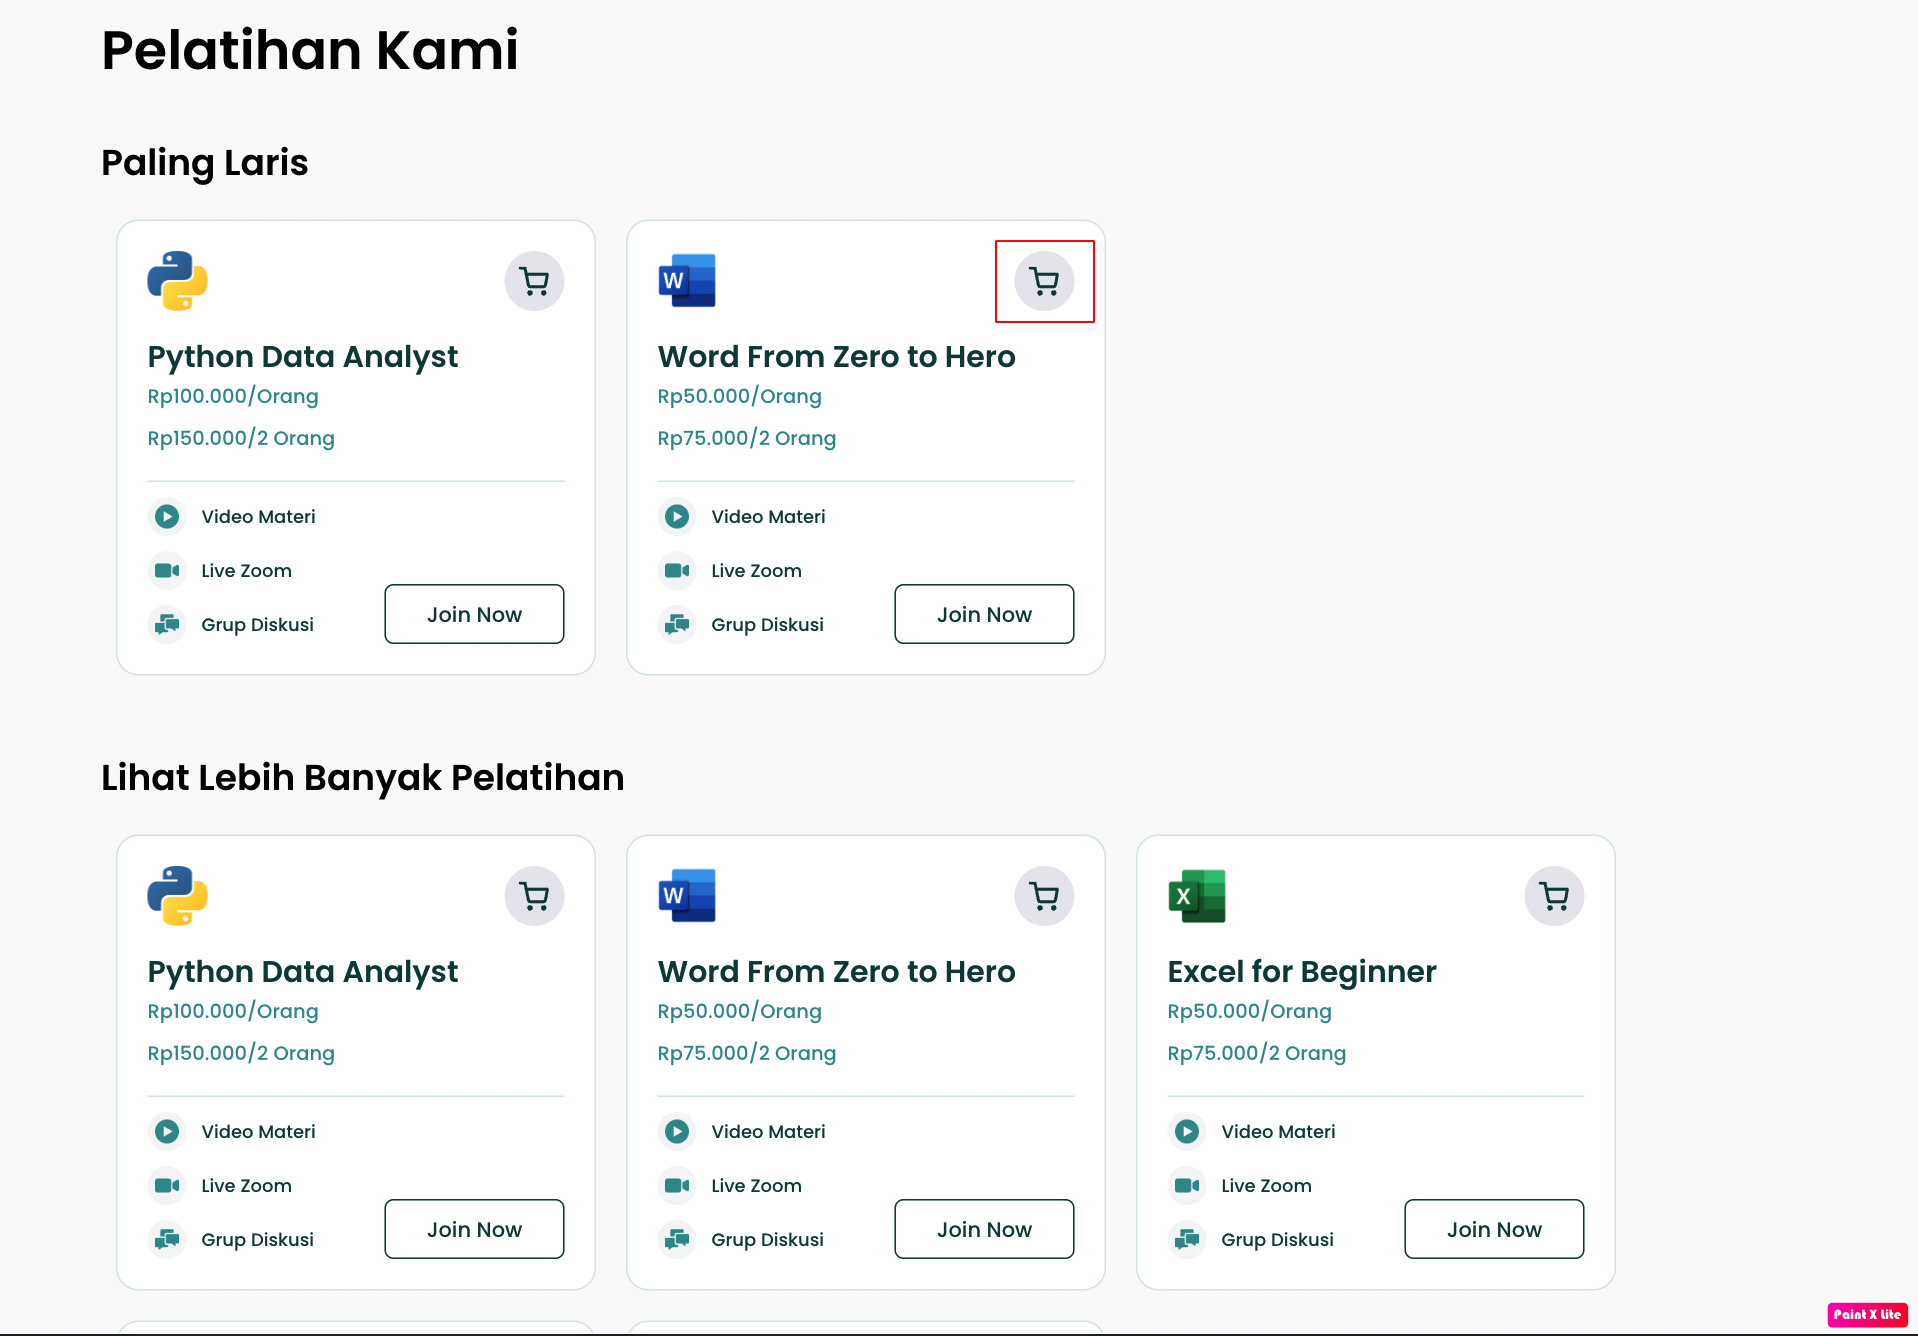 Pelatihan Kami
Paling Laris
Python Data Analyst
Rp100.000/Orang
Rp150.000/2 Orang
Video Materi
Live Zoom
Grup Diskusi
Join Now
W
Word From Zero to Hero
Rp50.000/Orang
Rp75.000/2 Orang
Video Materi
Live Zoom
Grup Diskusi
Join Now
Lihat Lebih Banyak Pelatihan
Python Data Analyst
Rp100.000/Orang
Rp150.000/2 Orang
Video Materi
Live Zoom
Grup Diskusi
Join Now
W
Word From Zero to Hero
Rp50.000/Orang
Rp75.000/2 Orang
Video Materi
Live Zoom
Grup Diskusi
Join Now
X
Excel for Beginner
Rp50.000/Orang
Rp75.000/2 Orang
Video Materi
Live Zoom
Grup Diskusi
Join Now
Paint X Lite